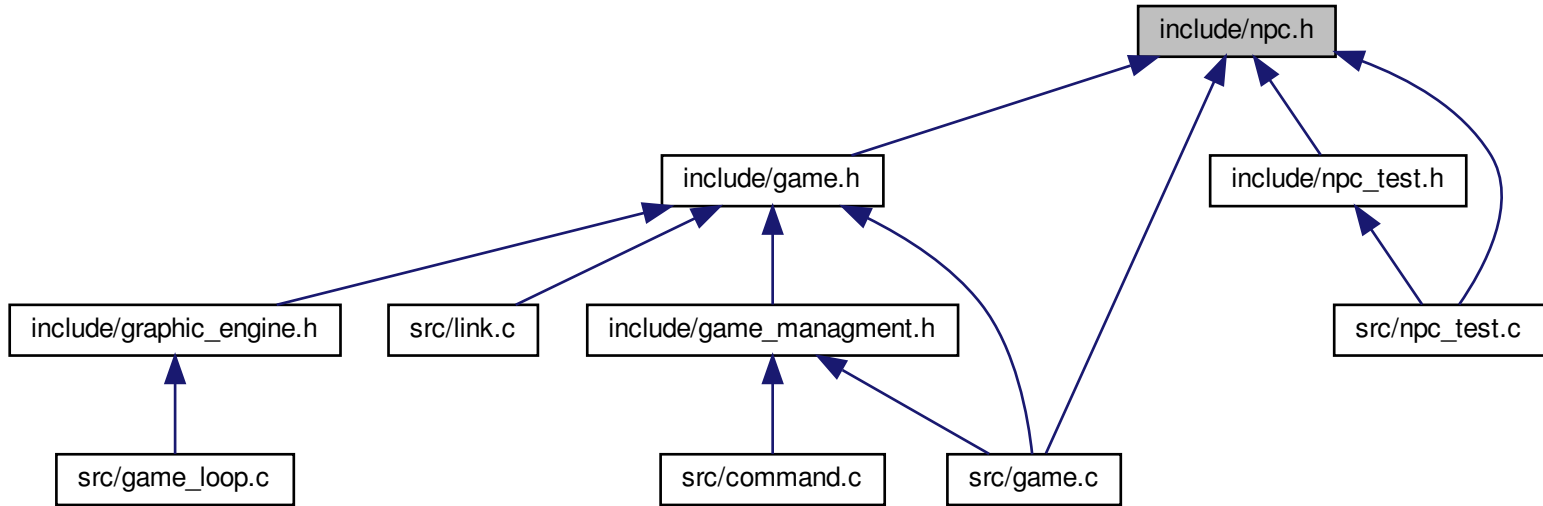 include/npc.h
include/game.h
include/npc_test.h
include/graphic_engine.h
src/link.c
include/game_managment.h
src/npc_test.c
src/game_loop.c
src/command.c
src/game.c